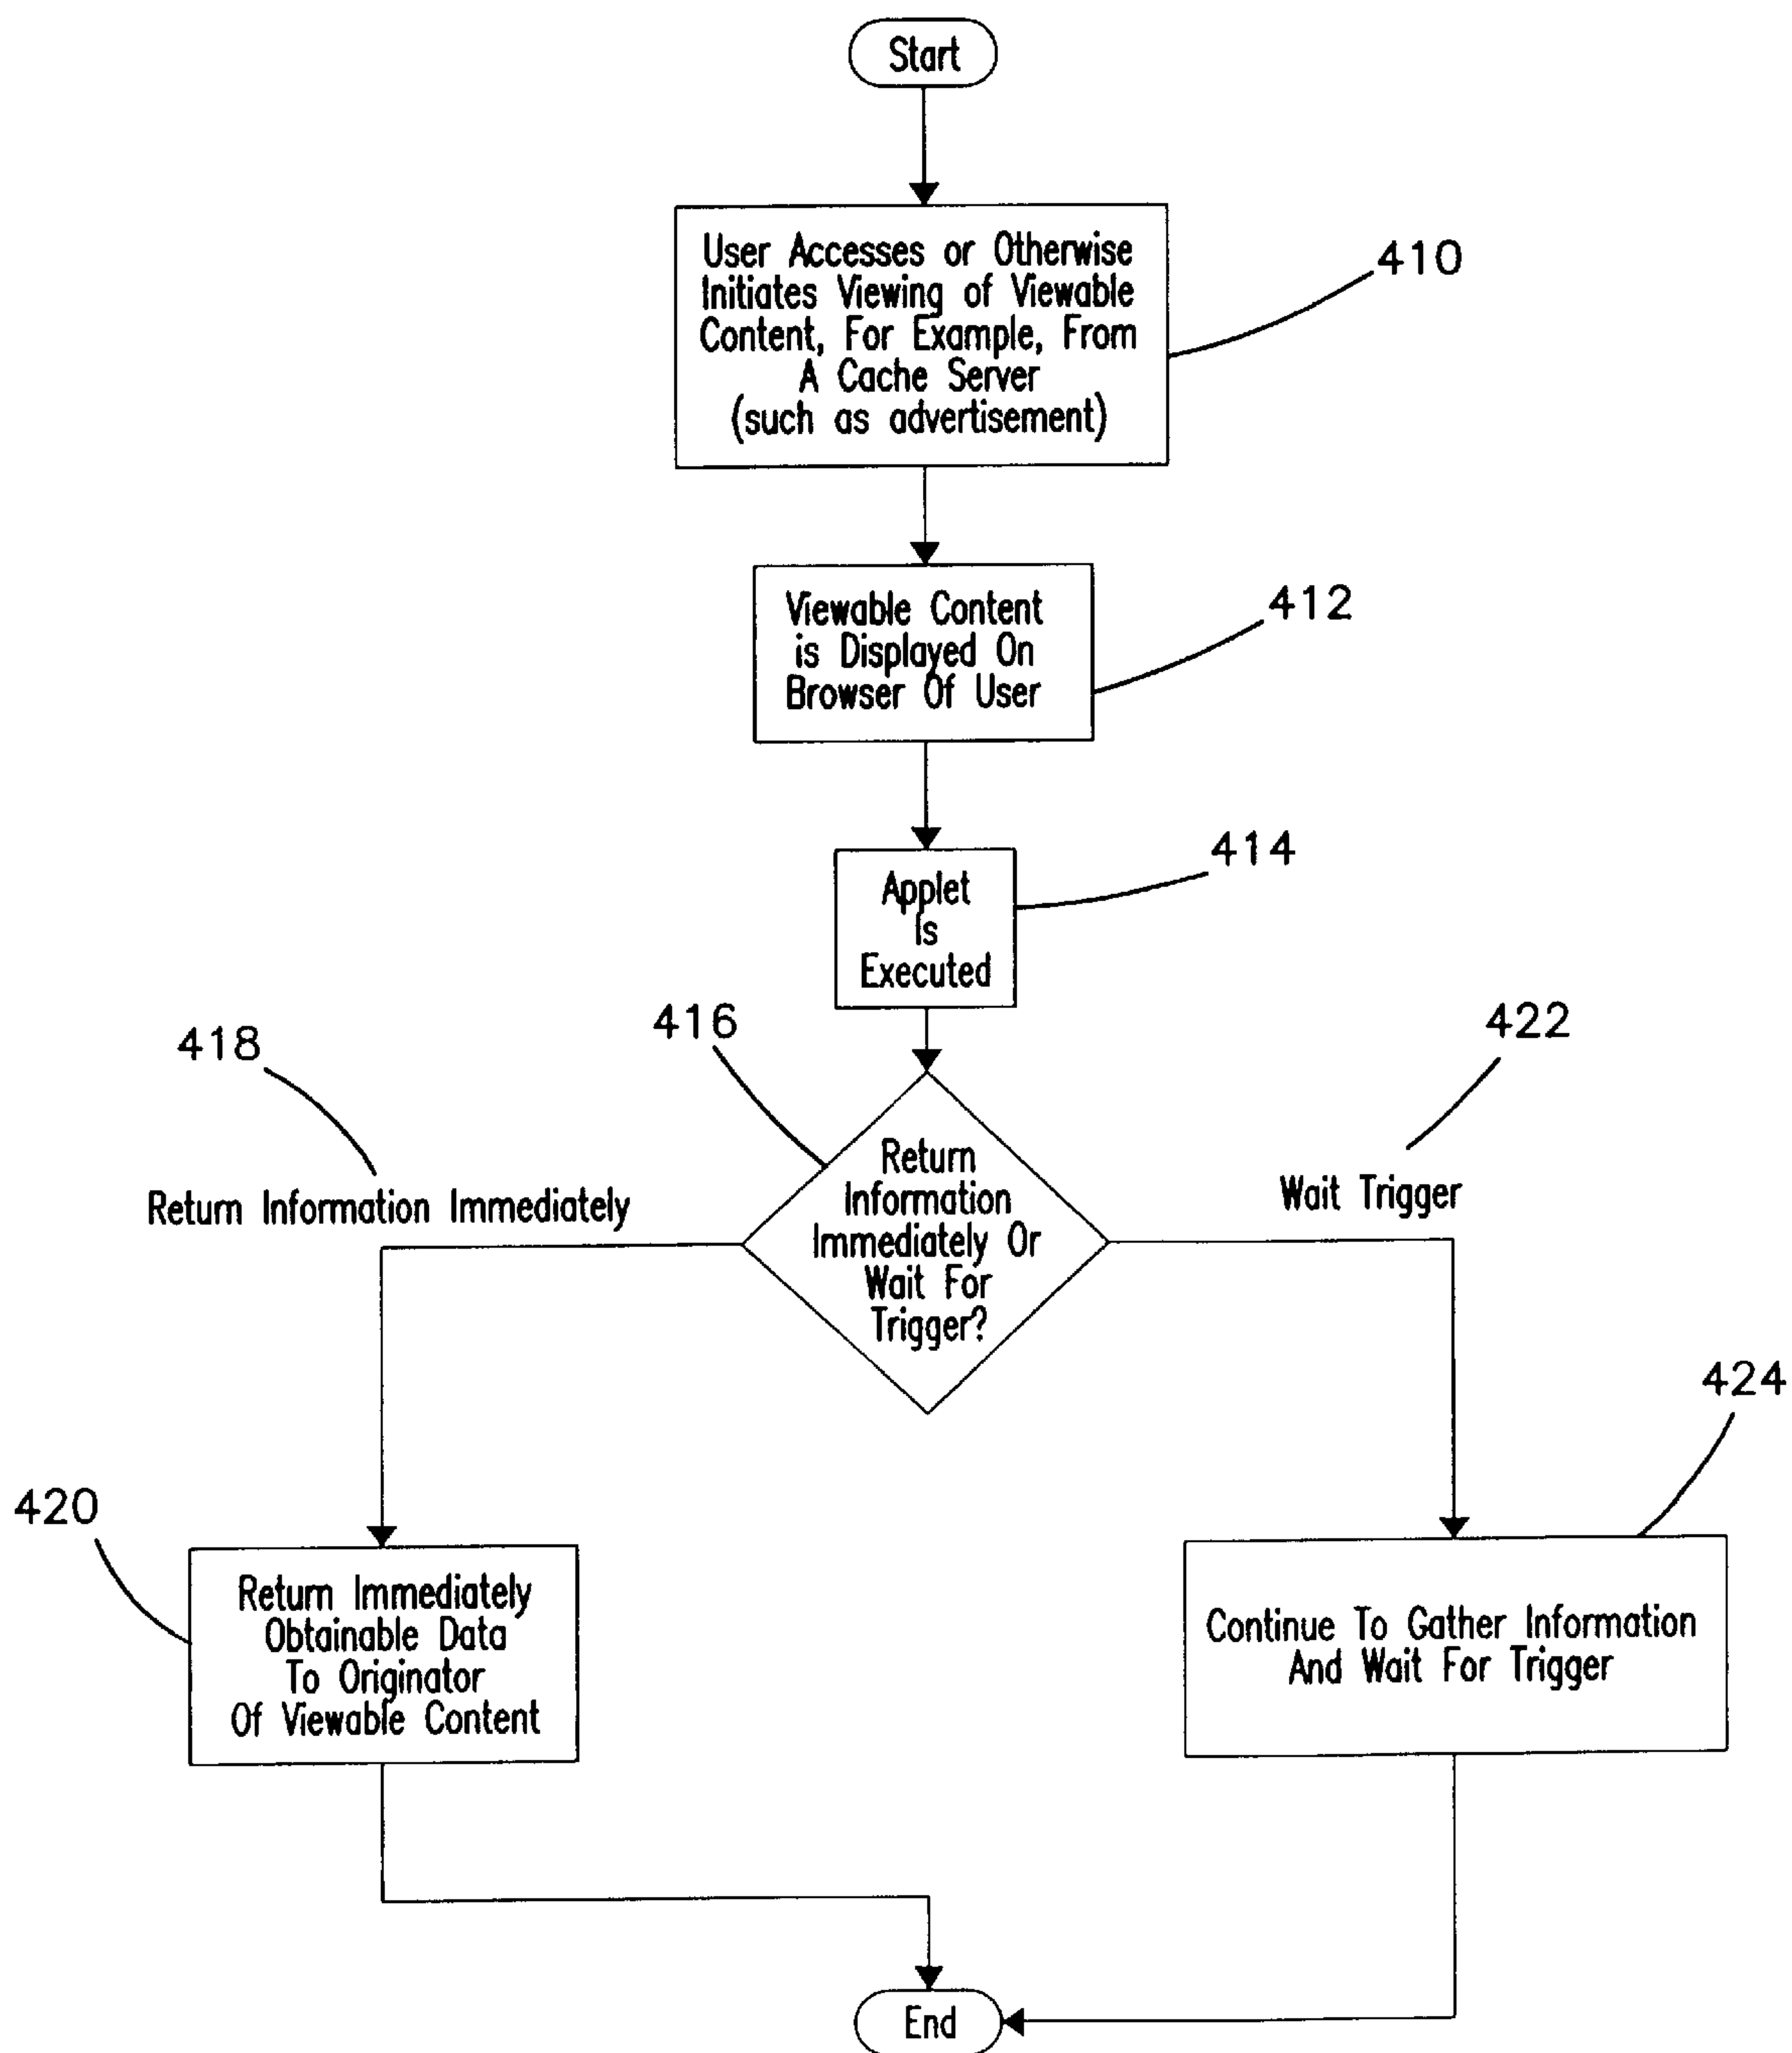 Start
User Accesses or Otherwise
Initiates Viewing of Viewable
Content, For Example, From
A Cache Server
(such as advertisement)
410
Viewable Content
is Displayed On
Browser Of User
412
Applet
Is
Executed
414
416
418
422
Return Information Immediately
Return
Information
Immediately Or
Wait For
Trigger?
Wait Trigger
424
420
Return Immediately
Obtainable Data
To Originator
Of Viewable Content
Continue To Gather Information
And Wait For Trigger
End